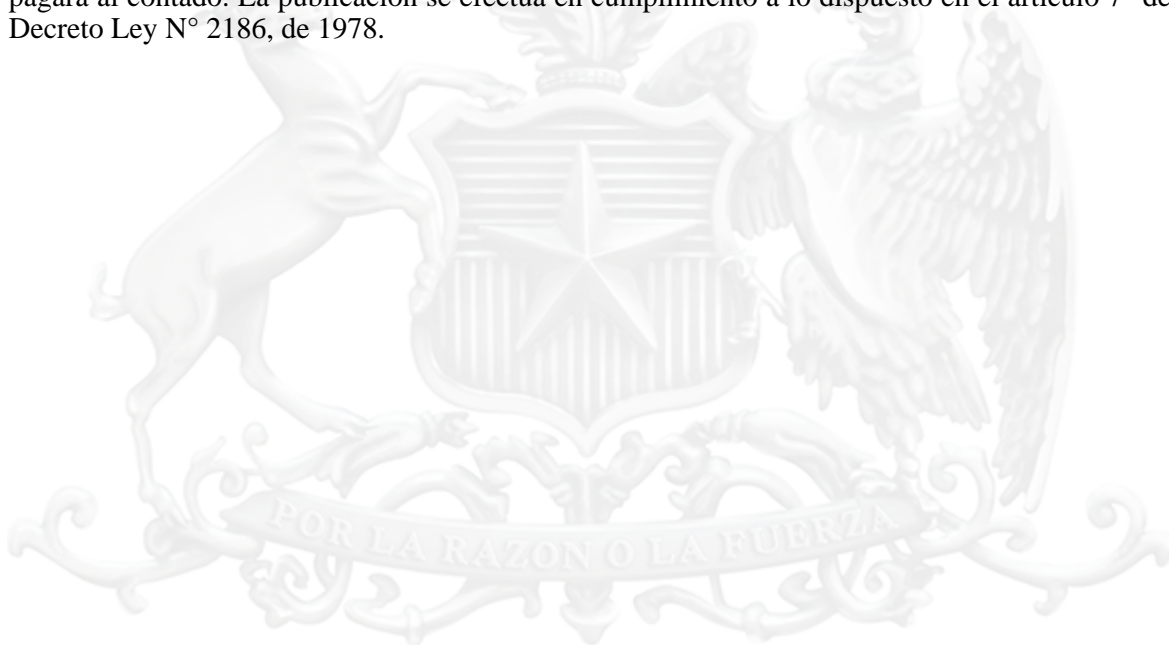 pagará al contado. La publicación se efectúa en cumplimiento a lo dispuesto en el artículo 7° de
Decreto Ley N° 2186, de 1978.
POR LA RAZON O LA FUERZA